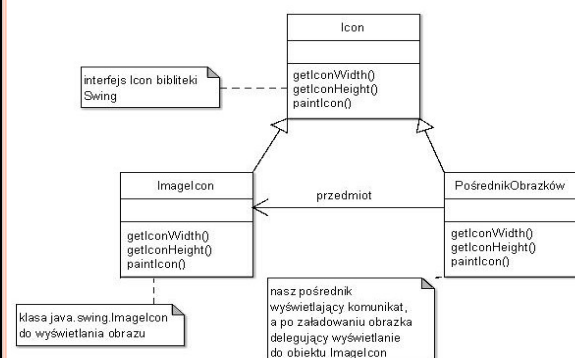 Icon
getIconWidth()
getIconHeight()
paintIcon()
interfejs Icon bibliteki
Swing
ImageIcon
getIconWidth()
getIconHeight()
paintIcon()
przedmiot
PośrednikObrazków
getIconWidth()
getIconHeight()
paintIcon()
klasa java.swing.ImageIcon
do wyświetlania obrazu
nasz pośrednik
wyświetlający komunikat,
a po załadowaniu obrazka
delegujący wyświetlanie
do obiektu ImageIcon